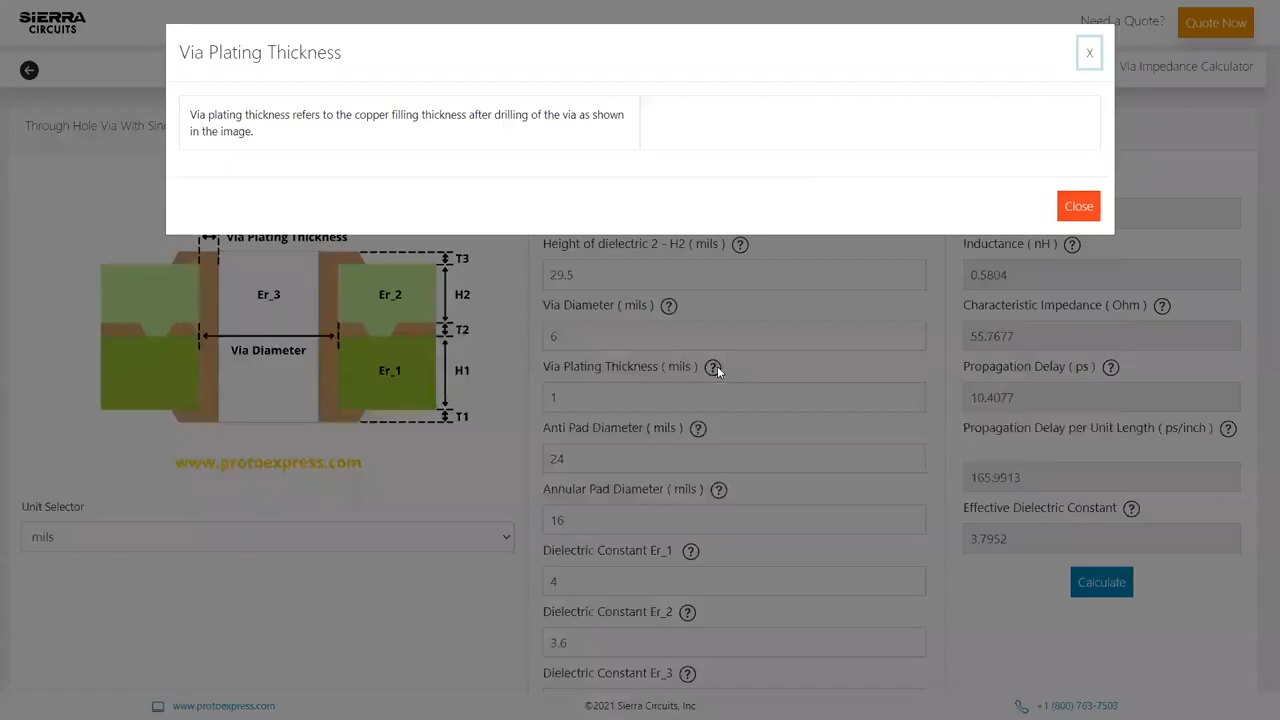 SIERRA
CIRCUITS
Need a Quote?
Quote Now
Via Plating Thickness
X
Via Impedance Calculator
Via plating thickness refers to the copper filling thickness after drilling of the via as shown
in the image.
Through Hole Via With Sin
Close
Via Plating Thickness
T3
Er_3
Er_2
H2
T2
Via Diameter
Er_1
H1
T1
www.protoexpress.com
Unit Selector
mils
Height of dielectric 2 - H2 ( mils ) ?
29.5
Via Diameter ( mils ) ?
6
Via Plating Thickness ( mils ) ?
1
Anti Pad Diameter ( mils ) ?
24
Annular Pad Diameter ( mils ) ?
16
Dielectric Constant Er_1 ?
4
Dielectric Constant Er_2 ?
3.6
Dielectric Constant Er_3 ?
Inductance ( nH ) ?
0.5804
Characteristic Impedance ( Ohm ) ?
55.7677
Propagation Delay ( ps ) ?
10.4077
Propagation Delay per Unit Length ( ps/inch ) ?
165.9913
Effective Dielectric Constant ?
3.7952
Calculate
www.protoexpress.com
©2021 Sierra Circuits, Inc
+1 (800) 763-7503